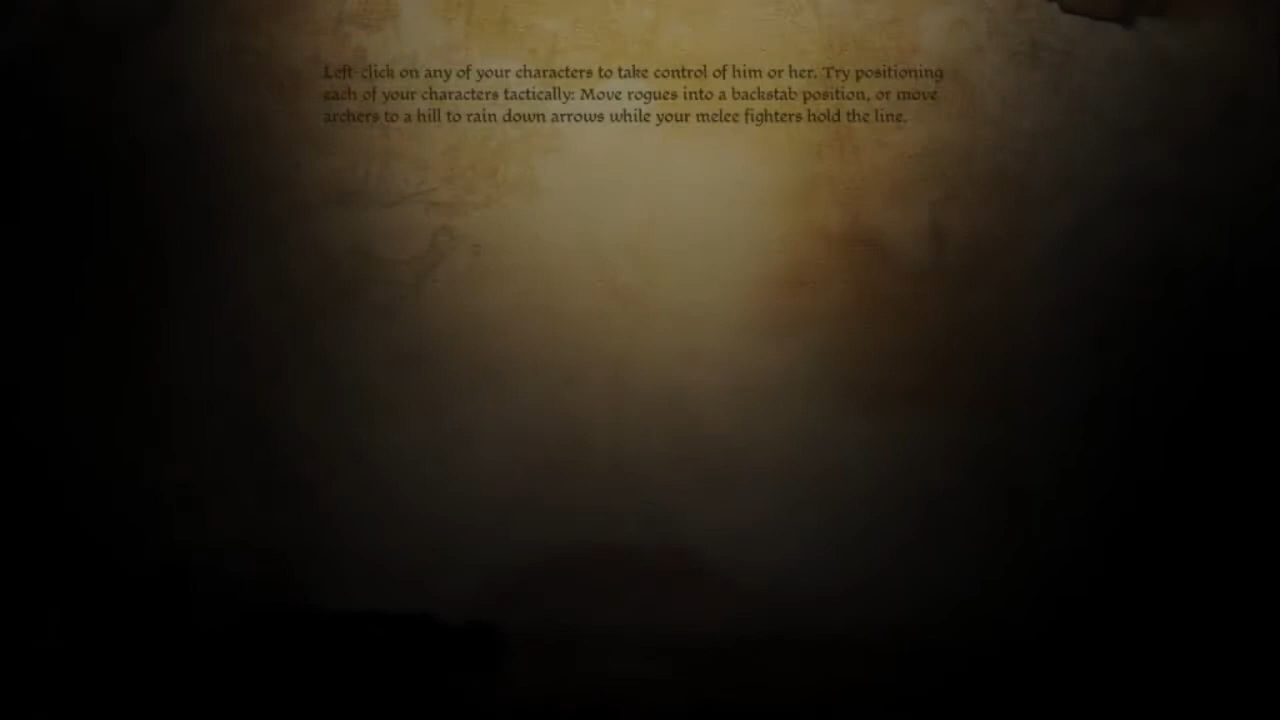 Left-click on any of your characters to take control of him or her. Try positioning
each of your characters tactically: Move rogues into a backstab position, or move
archers to a hill to rain down arrows while your melee fighters hold the line.